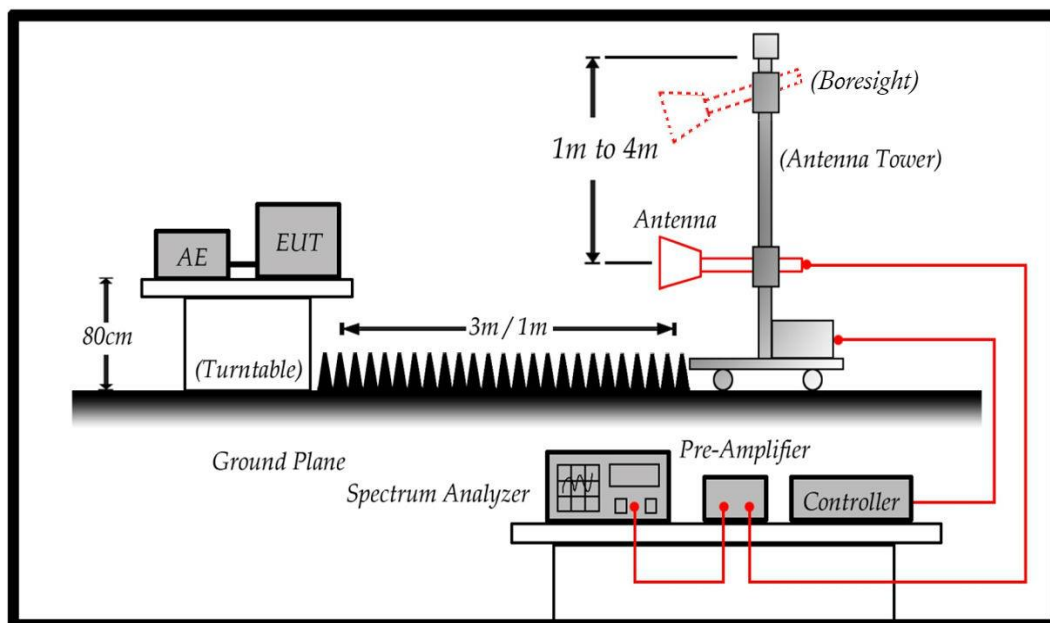 (Boresight)
1m to 4m
(Antenna Tower)
Antenna
EUT
AE
80cm
3m / 1m
(Turntable)
Ground Plane
Pre-Amplifier
Spectrum Analyzer
Controller